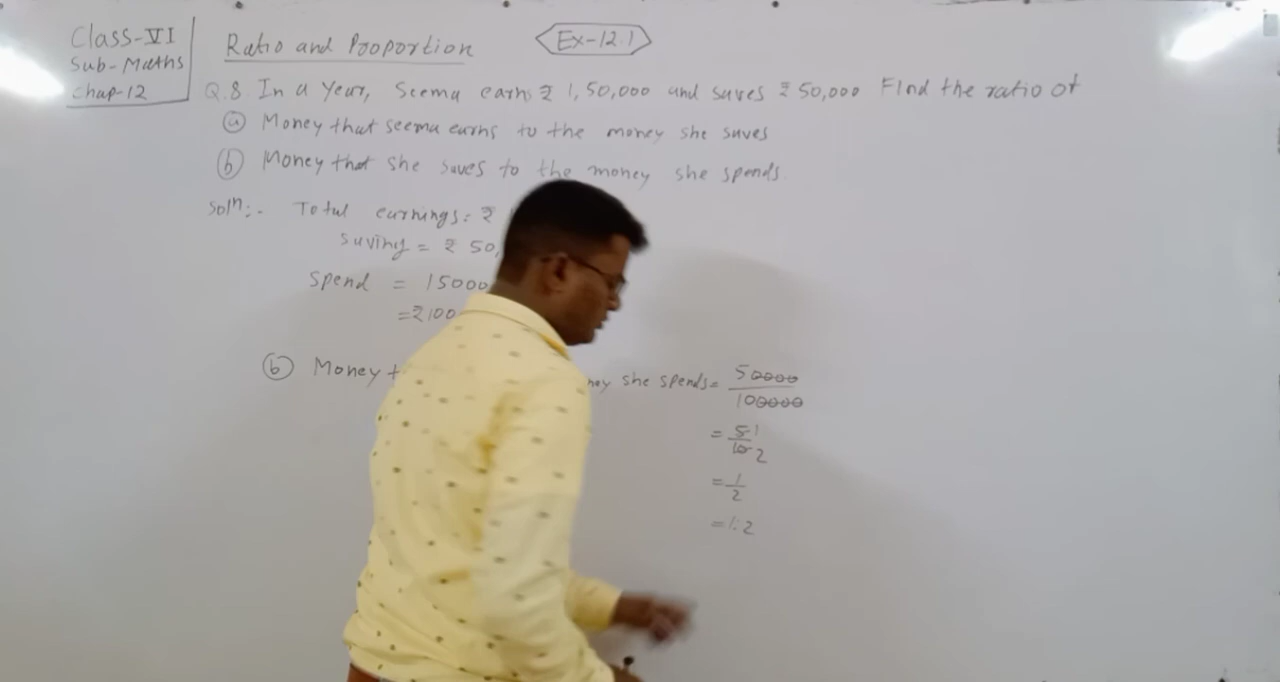 Class-VI
Sub-Maths
Chap-12
Ratio and Proportion
Ex-12.1
Q.8. In a year, Seema earns ₹ 1,50,000 and saves ₹ 50,000 Find the ratio of
(a) Money that seema earns to the money she saves
(b) Money that she saves to the money she spends.
Soln:- Total earnings = ₹
Saving = ₹ 50,
Spend = 15000
= ₹100
(b) Money she spends = 50000/100000
= 5/10 1 2
= 1/2
= 1:2